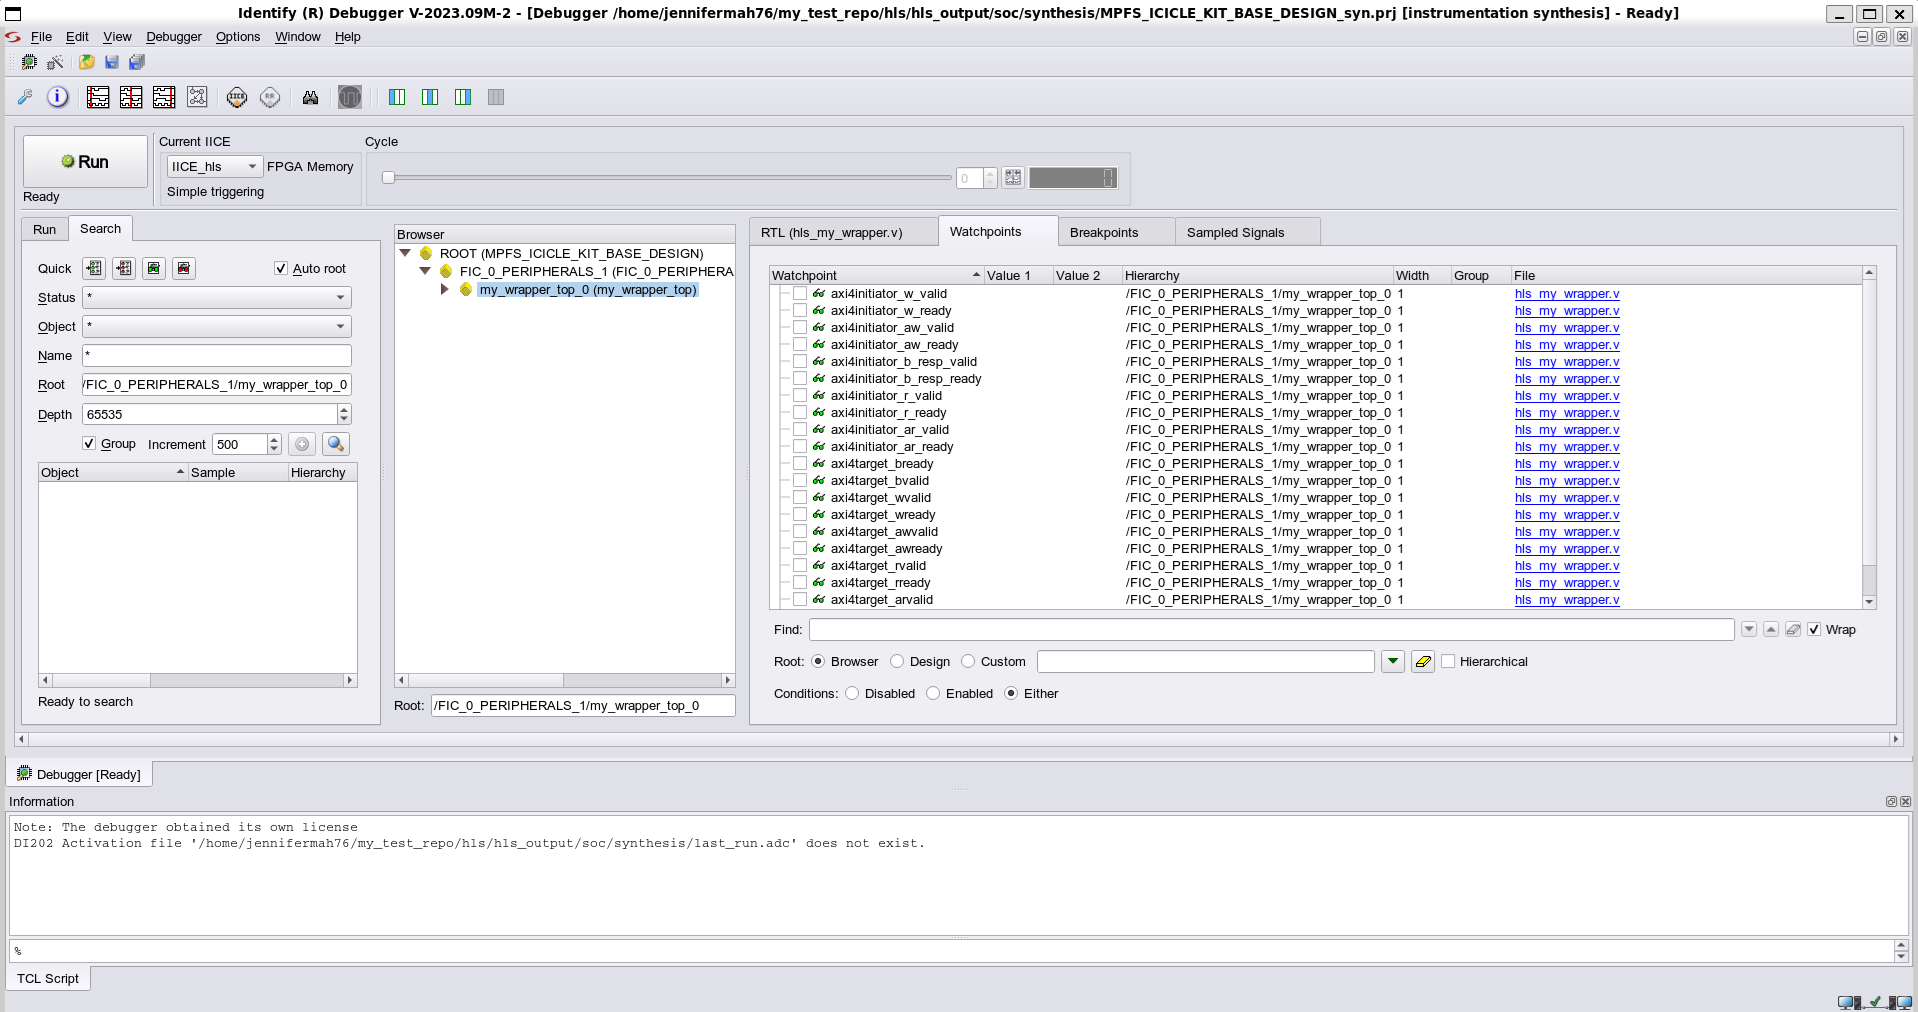 Identify (R) Debugger V-2023.09M-2 - [Debugger /home/jennifermah76/my_test_repo/hls/hls_output/soc/synthesis/MPFS_ICICLE_KIT_BASE_DESIGN_syn.prj [instrumentation synthesis] - Ready]
File Edit View Debugger Options Window Help
Run
Ready
Current IICE
IICE_hls FPGA Memory
Simple triggering
Cycle
0
0
Run Search
Quick Auto root
Status *
Object *
Name *
Root /FIC_0_PERIPHERALS_1/my_wrapper_top_0
Depth 65535
Group Increment 500
Object Sample Hierarchy
Ready to search
Browser
ROOT (MPFS_ICICLE_KIT_BASE_DESIGN)
FIC_0_PERIPHERALS_1 (FIC_0_PERIPHERA
my_wrapper_top_0 (my_wrapper_top)
Root: /FIC_0_PERIPHERALS_1/my_wrapper_top_0
RTL (hls_my_wrapper.v) Watchpoints Breakpoints Sampled Signals
Watchpoint Value 1 Value 2 Hierarchy Width Group File
axi4initiator_w_valid /FIC_0_PERIPHERALS_1/my_wrapper_top_0 1 hls_my_wrapper.v
axi4initiator_w_ready /FIC_0_PERIPHERALS_1/my_wrapper_top_0 1 hls_my_wrapper.v
axi4initiator_aw_valid /FIC_0_PERIPHERALS_1/my_wrapper_top_0 1 hls_my_wrapper.v
axi4initiator_aw_ready /FIC_0_PERIPHERALS_1/my_wrapper_top_0 1 hls_my_wrapper.v
axi4initiator_b_resp_valid /FIC_0_PERIPHERALS_1/my_wrapper_top_0 1 hls_my_wrapper.v
axi4initiator_b_resp_ready /FIC_0_PERIPHERALS_1/my_wrapper_top_0 1 hls_my_wrapper.v
axi4initiator_r_valid /FIC_0_PERIPHERALS_1/my_wrapper_top_0 1 hls_my_wrapper.v
axi4initiator_r_ready /FIC_0_PERIPHERALS_1/my_wrapper_top_0 1 hls_my_wrapper.v
axi4initiator_ar_valid /FIC_0_PERIPHERALS_1/my_wrapper_top_0 1 hls_my_wrapper.v
axi4initiator_ar_ready /FIC_0_PERIPHERALS_1/my_wrapper_top_0 1 hls_my_wrapper.v
axi4target_bready /FIC_0_PERIPHERALS_1/my_wrapper_top_0 1 hls_my_wrapper.v
axi4target_bvalid /FIC_0_PERIPHERALS_1/my_wrapper_top_0 1 hls_my_wrapper.v
axi4target_wvalid /FIC_0_PERIPHERALS_1/my_wrapper_top_0 1 hls_my_wrapper.v
axi4target_wready /FIC_0_PERIPHERALS_1/my_wrapper_top_0 1 hls_my_wrapper.v
axi4target_awvalid /FIC_0_PERIPHERALS_1/my_wrapper_top_0 1 hls_my_wrapper.v
axi4target_awready /FIC_0_PERIPHERALS_1/my_wrapper_top_0 1 hls_my_wrapper.v
axi4target_rvalid /FIC_0_PERIPHERALS_1/my_wrapper_top_0 1 hls_my_wrapper.v
axi4target_rready /FIC_0_PERIPHERALS_1/my_wrapper_top_0 1 hls_my_wrapper.v
axi4target_arvalid /FIC_0_PERIPHERALS_1/my_wrapper_top_0 1 hls_my_wrapper.v
Find: Wrap
Root: Browser Design Custom Hierarchical
Conditions: Disabled Enabled Either
Debugger [Ready]
Information
Note: The debugger obtained its own license
DI202 Activation file '/home/jennifermah76/my_test_repo/hls/hls_output/soc/synthesis/last_run.adc' does not exist.
%
TCL Script